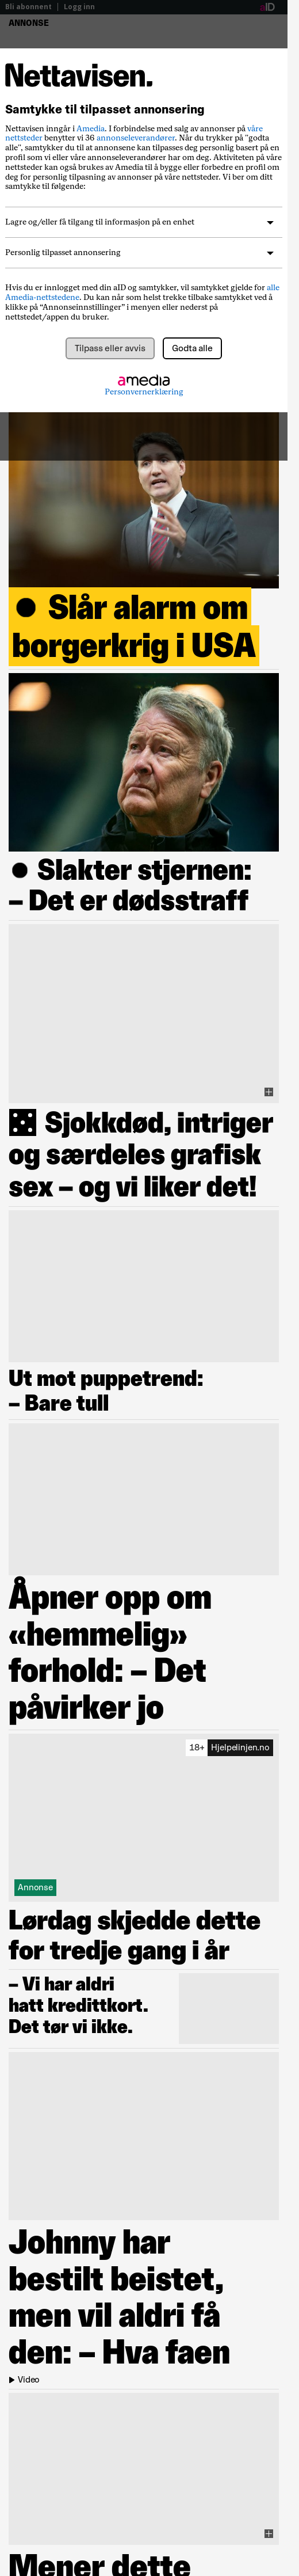 Bli abonnent | Logg inn
aID
ANNONSE
Nettavisen.
Samtykke til tilpasset annonsering
Nettavisen inngår i Amedia. I forbindelse med salg av annonser på våre
nettsteder benytter vi 36 annonseleverandører. Når du trykker på "godta
alle", samtykker du til at annonsene kan tilpasses deg personlig basert på en
profil som vi eller våre annonseleverandører har om deg. Aktiviteten på våre
nettsteder kan også brukes av Amedia til å bygge eller forbedre en profil om
deg for personlig tilpasning av annonser på våre nettsteder. Vi ber om ditt
samtykke til følgende:
Lagre og/eller få tilgang til informasjon på en enhet
Personlig tilpasset annonsering
Hvis du er innlogget med din aID og samtykker, vil samtykket gjelde for alle
Amedia-nettstedene. Du kan når som helst trekke tilbake samtykket ved å
klikke på “Annonseinnstillinger” i menyen eller nederst på
nettstedet/appen du bruker.
Tilpass eller avvis
Godta alle
amedia
Personvernerklæring
Slår alarm om
borgerkrig i USA
Slakter stjernen:
– Det er dødsstraff
Sjokkdød, intriger
og særdeles grafisk
sex – og vi liker det!
Ut mot puppetrend:
– Bare tull
Åpner opp om
«hemmelig»
forhold: – Det
påvirker jo
18+ Hjelpelinjen.no
Annonse
Lørdag skjedde dette
for tredje gang i år
– Vi har aldri
hatt kredittkort.
Det tør vi ikke.
Johnny har
bestilt beistet,
men vil aldri få
den: – Hva faen
Video
Mener dette